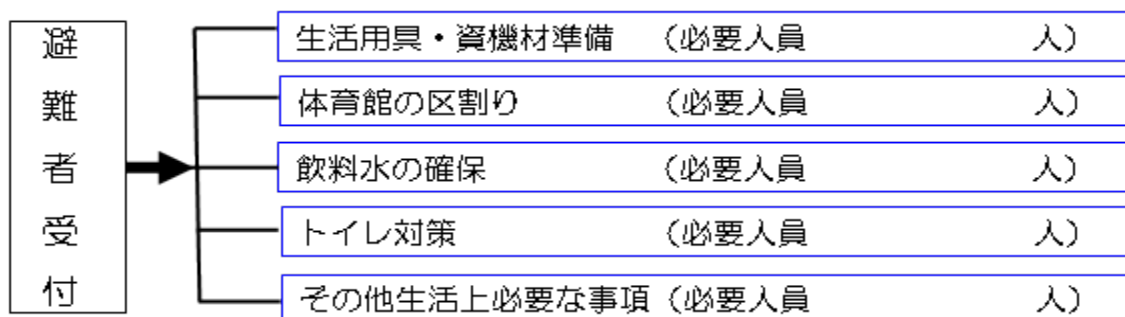 避難者受付
生活用具・資機材準備 （必要人員 人）
体育館の区割り （必要人員 人）
飲料水の確保 （必要人員 人）
トイレ対策 （必要人員 人）
その他生活上必要な事項（必要人員 人）